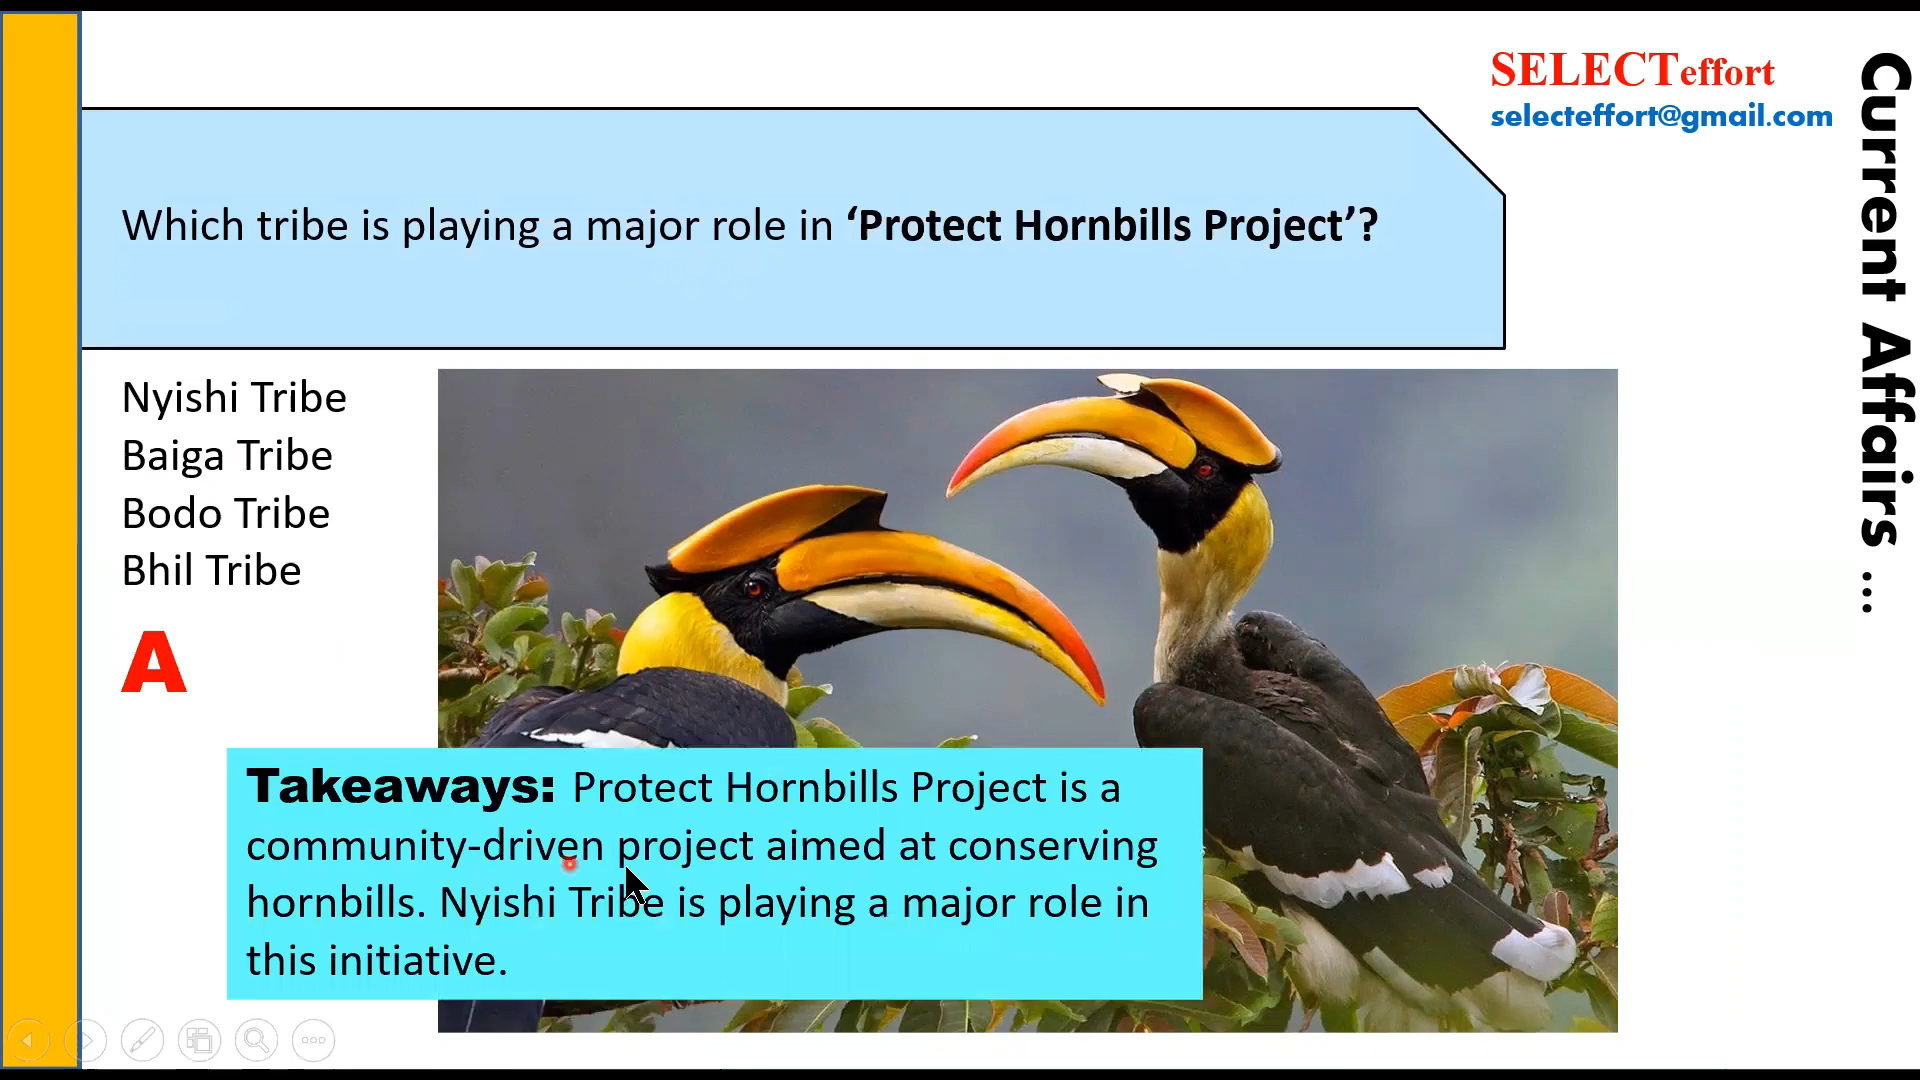 SELECTeffort
selecteffort@gmail.com
Current Affairs ...
Which tribe is playing a major role in ‘Protect Hornbills Project’?
Nyishi Tribe
Baiga Tribe
Bodo Tribe
Bhil Tribe
A
Takeaways: Protect Hornbills Project is a
community-driven project aimed at conserving
hornbills. Nyishi Tribe is playing a major role in
this initiative.